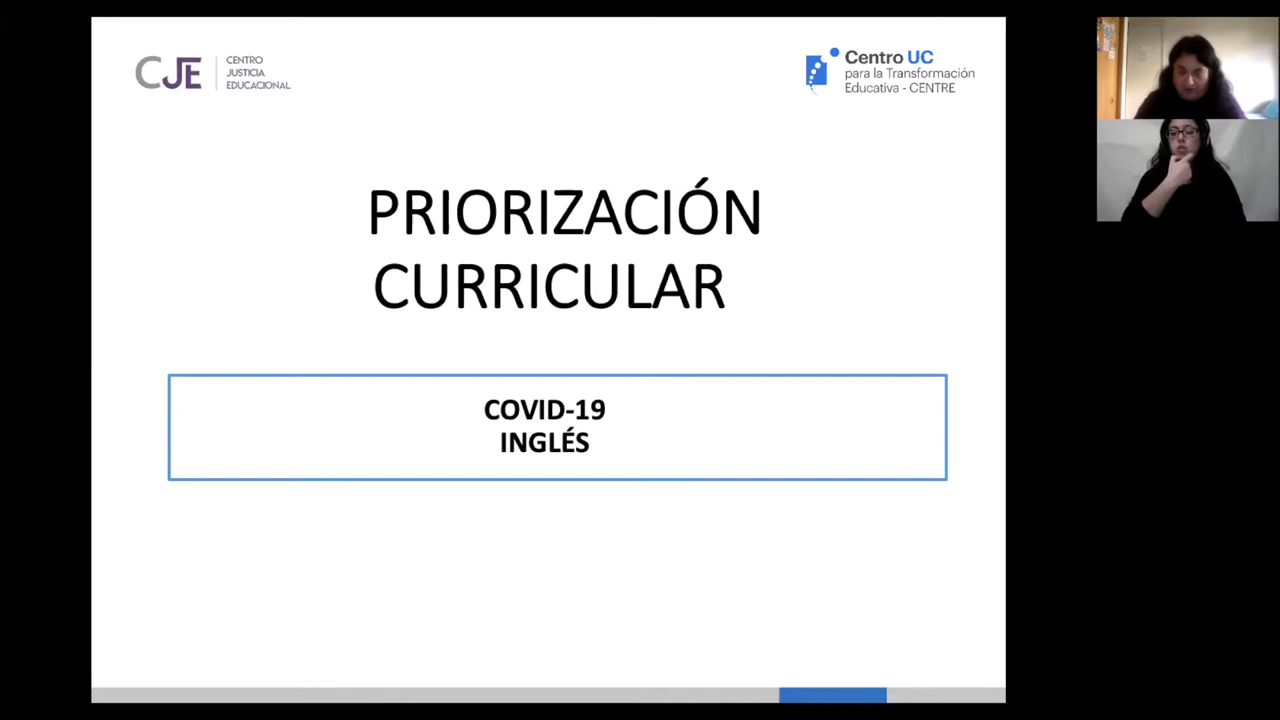 CJE
CENTRO
JUSTICIA
EDUCACIONAL
Centro UC
para la Transformación
Educativa - CENTRE
PRIORIZACIÓN
CURRICULAR
COVID-19
INGLÉS